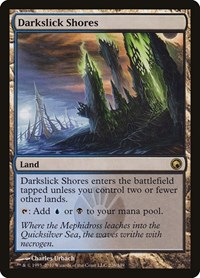 Darkslick Shores
Land
Darkslick Shores enters the battlefield
tapped unless you control two or fewer
other lands.
: Add or to your mana pool.
Where the Mephidross leaches into the
Quicksilver Sea, the waves writhe with
necrogen.
Charles Urbach